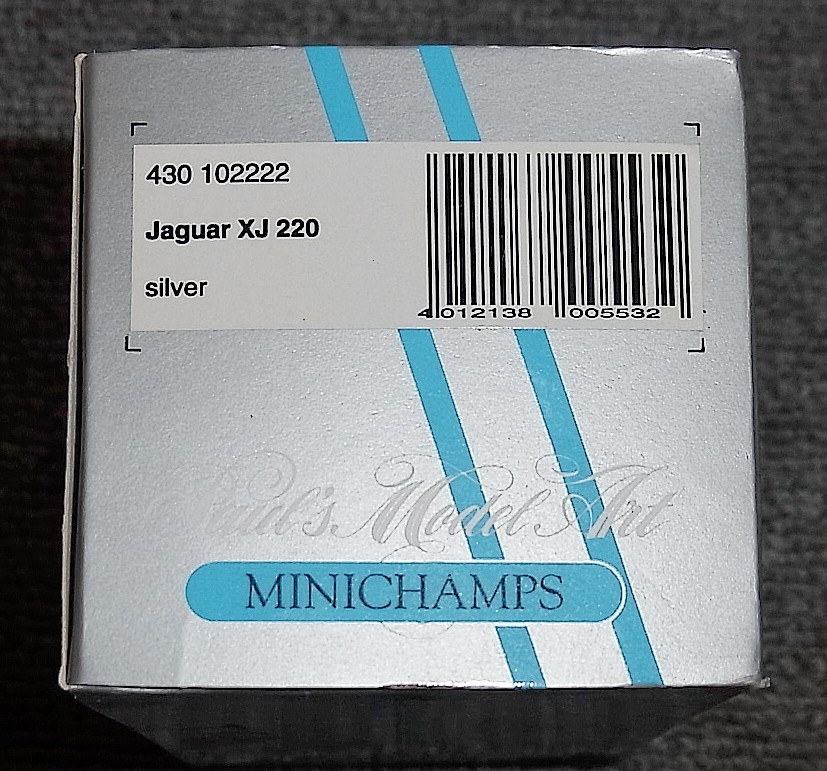 430 102222
Jaguar XJ 220
silver
4 012138 005532
Paul's Model Art
MINICHAMPS